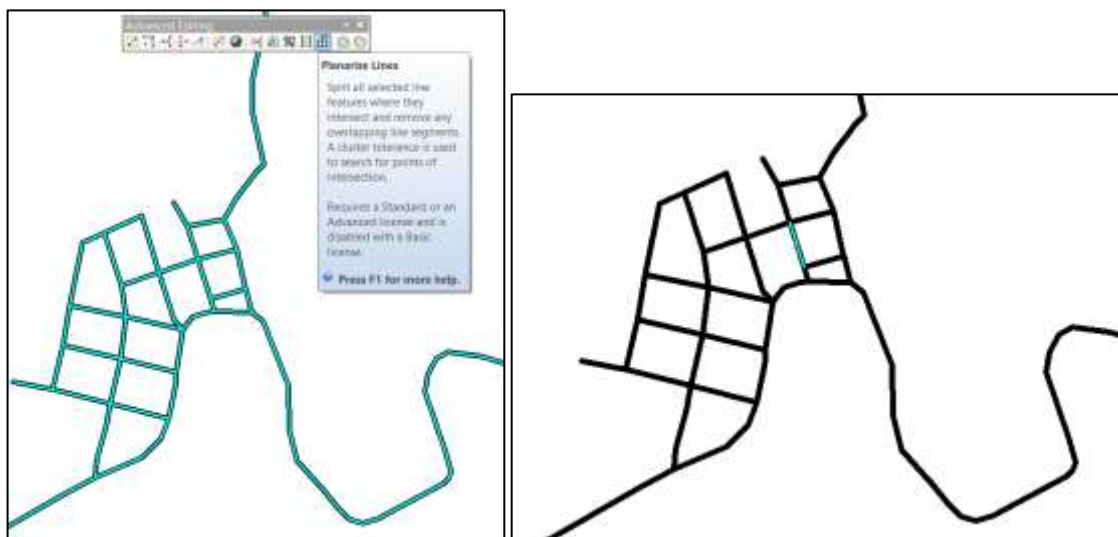 Advanced Editing
Planarize Lines
Split all selected line
features where they
intersect and remove any
overlapping line segments.
A cluster tolerance is used
to search for points of
intersection.
Requires a Standard or an
Advanced license and is
disabled with a Basic
license.
Press F1 for more help.